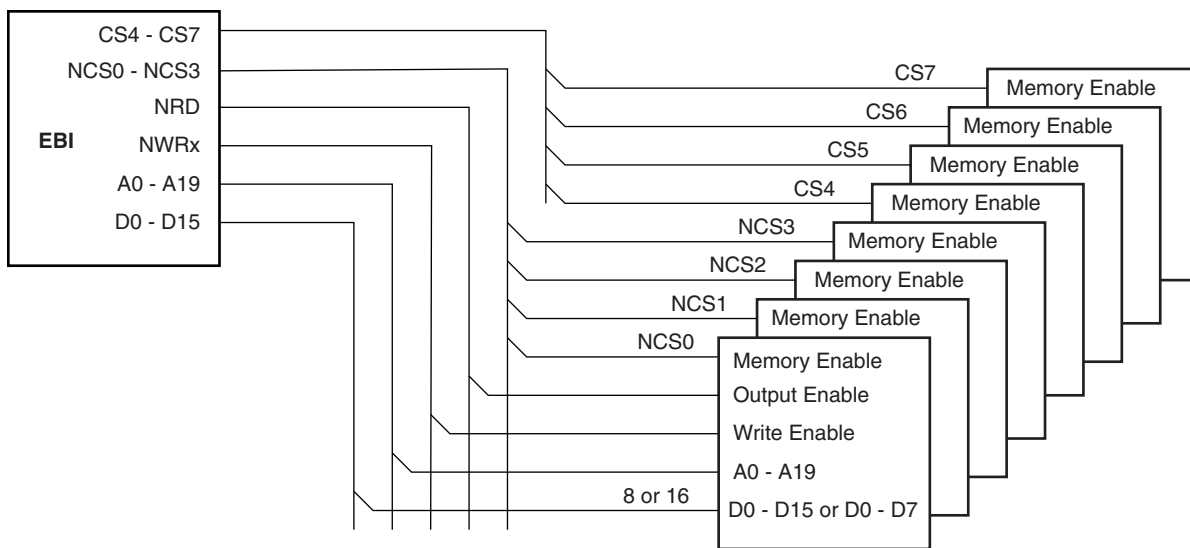 CS4 - CS7
NCS0 - NCS3
NRD
EBI
NWRx
A0 - A19
D0 - D15
CS7
Memory Enable
CS6
Memory Enable
CS5
Memory Enable
CS4
Memory Enable
NCS3
Memory Enable
NCS2
Memory Enable
NCS1
Memory Enable
NCS0
Memory Enable
Output Enable
Write Enable
A0 - A19
8 or 16
D0 - D15 or D0 - D7